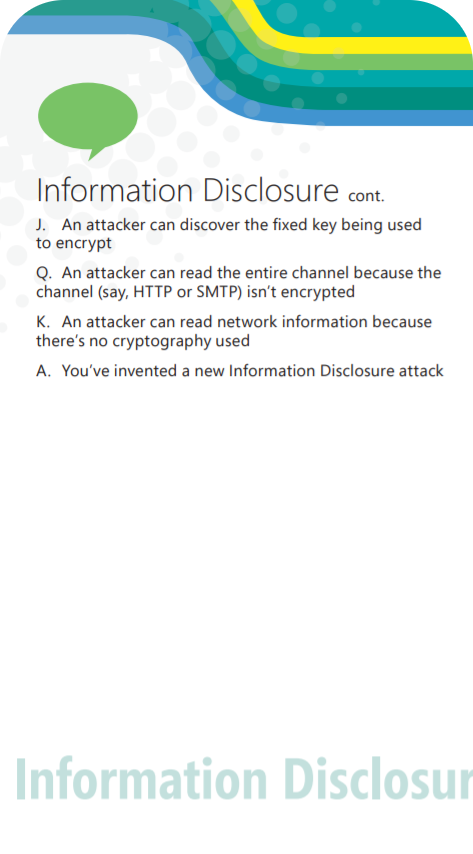 Information Disclosure cont.
J. An attacker can discover the fixed key being used
to encrypt
Q. An attacker can read the entire channel because the
channel (say, HTTP or SMTP) isn’t encrypted
K. An attacker can read network information because
there’s no cryptography used
A. You’ve invented a new Information Disclosure attack
Information Disclosur